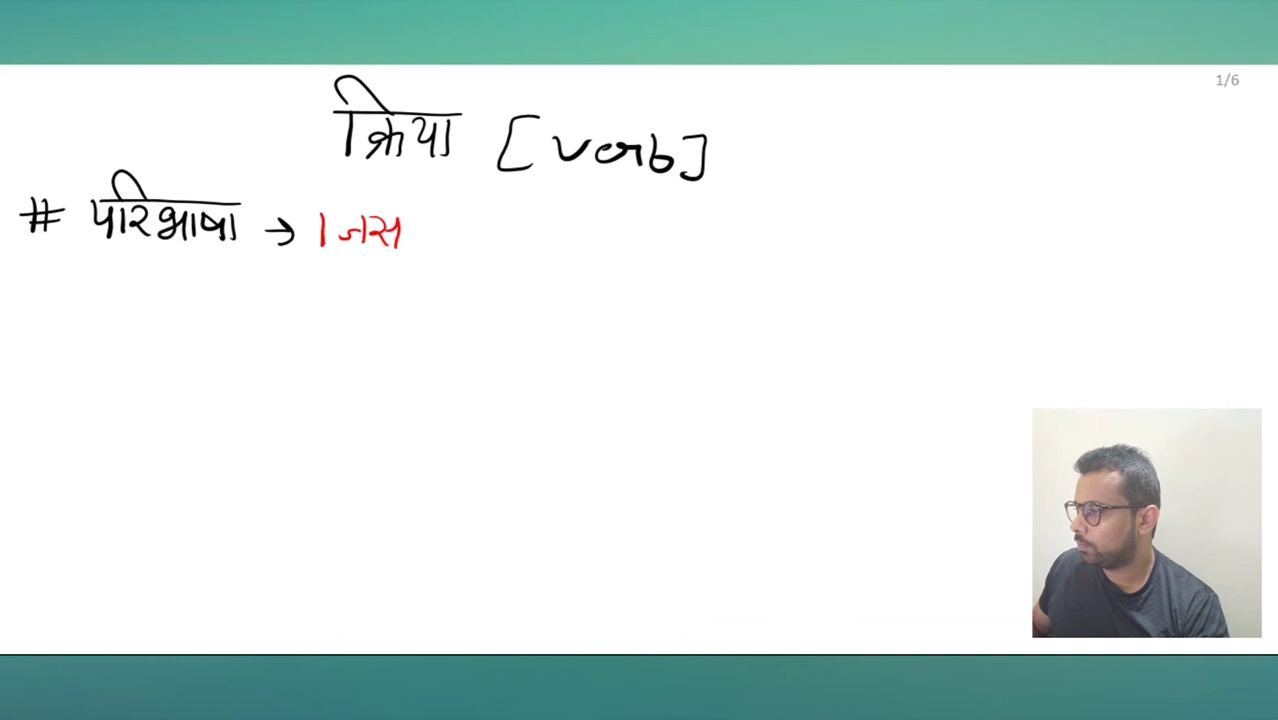 1/6
क्रिया [verb]
# परिभाषा → जिस